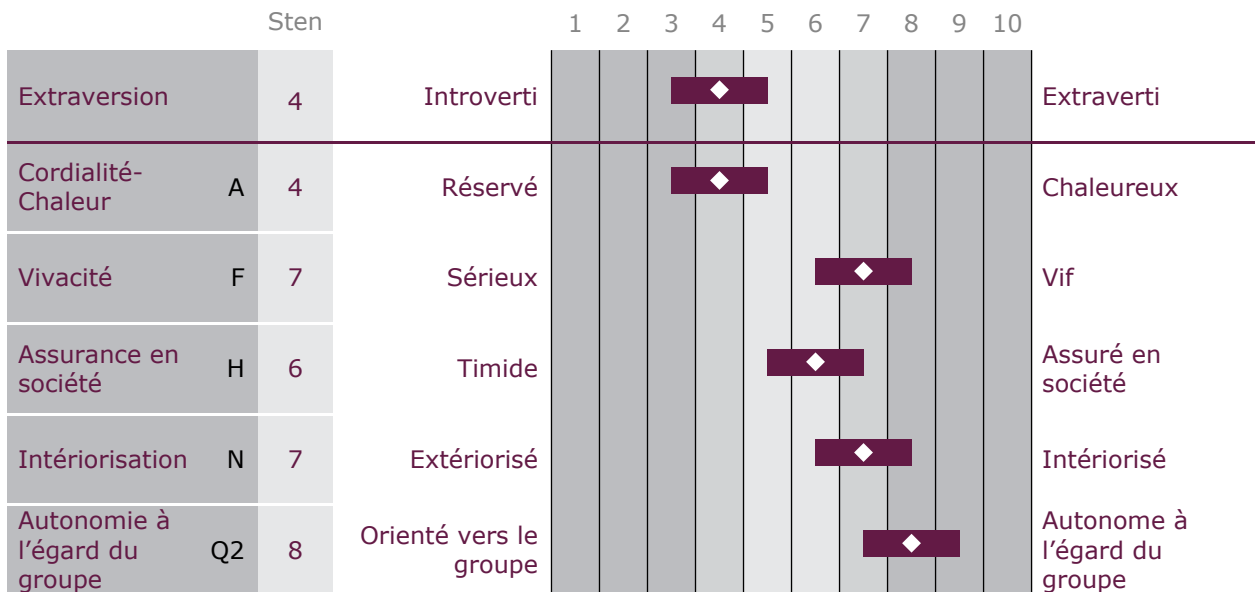 Sten 1 2 3 4 5 6 7 8 9 10
Extraversion 4 Introverti Extraverti
Cordialité-
Chaleur A 4 Réservé Chaleureux
Vivacité F 7 Sérieux Vif
Assurance en
société H 6 Timide Assuré en
société
Intériorisation N 7 Extériorisé Intériorisé
Autonomie à
l’égard du
groupe Q2 8 Orienté vers le
groupe Autonome à
l’égard du
groupe